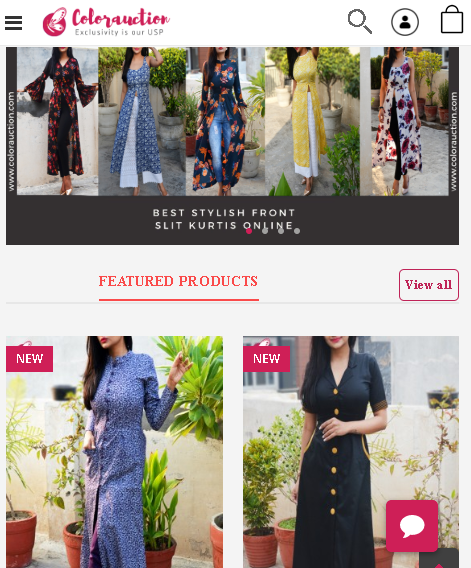 Colorauction
Exclusivity is our USP
www.colorauction.com
www.colorauction.com
BEST STYLISH FRONT
SLIT KURTIS ONLINE
FEATURED PRODUCTS
View all
NEW
NEW